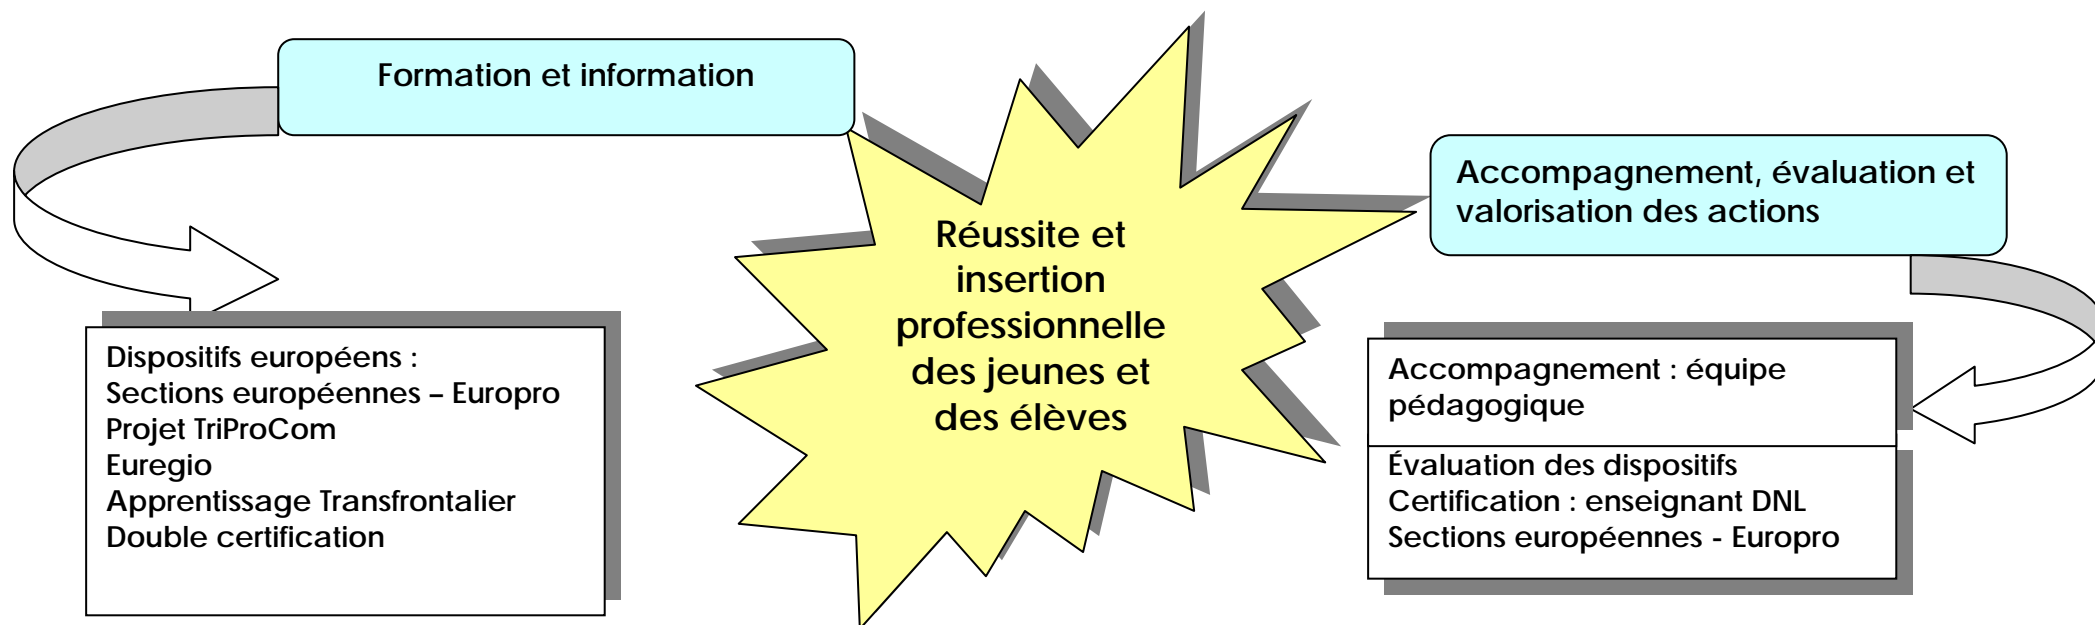 Formation et information
Dispositifs européens :
Sections européennes – Europro
Projet TriProCom
Euregio
Apprentissage Transfrontalier
Double certification
Réussite et
insertion
professionnelle
des jeunes et
des élèves
Accompagnement, évaluation et
valorisation des actions
Accompagnement : équipe
pédagogique
Évaluation des dispositifs
Certification : enseignant DNL
Sections européennes - Europro